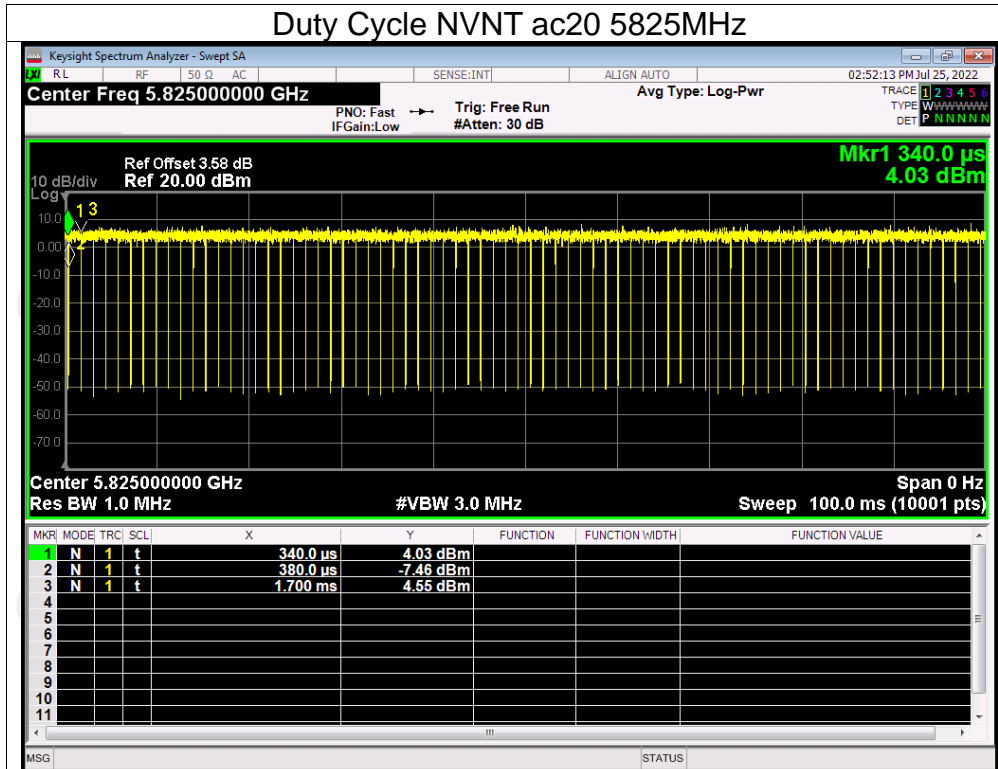 Duty Cycle NVNT ac20 5825MHz
Keysight Spectrum Analyzer - Swept SA
LXI RL RF 50 Ω AC SENSE:INT ALIGN AUTO 02:52:13 PM Jul 25, 2022
Center Freq 5.825000000 GHz Avg Type: Log-Pwr TRACE 1 2 3 4 5 6
PNO: Fast Trig: Free Run TYPE WWWWWW
IFGain:Low #Atten: 30 dB DET P N N N N N
Mkr1 340.0 µs
Ref Offset 3.58 dB
10 dB/div Ref 20.00 dBm 4.03 dBm
Log
1 3
10.0
0.00 2
-10.0
-20.0
-30.0
-40.0
-50.0
-60.0
-70.0
Center 5.825000000 GHz Span 0 Hz
Res BW 1.0 MHz #VBW 3.0 MHz Sweep 100.0 ms (10001 pts)
MKR MODE TRC SCL X Y FUNCTION FUNCTION WIDTH FUNCTION VALUE
1 N 1 t 340.0 µs 4.03 dBm
2 N 1 t 380.0 µs -7.46 dBm
3 N 1 t 1.700 ms 4.55 dBm
4
5
6
7
8
9
10
11
MSG STATUS